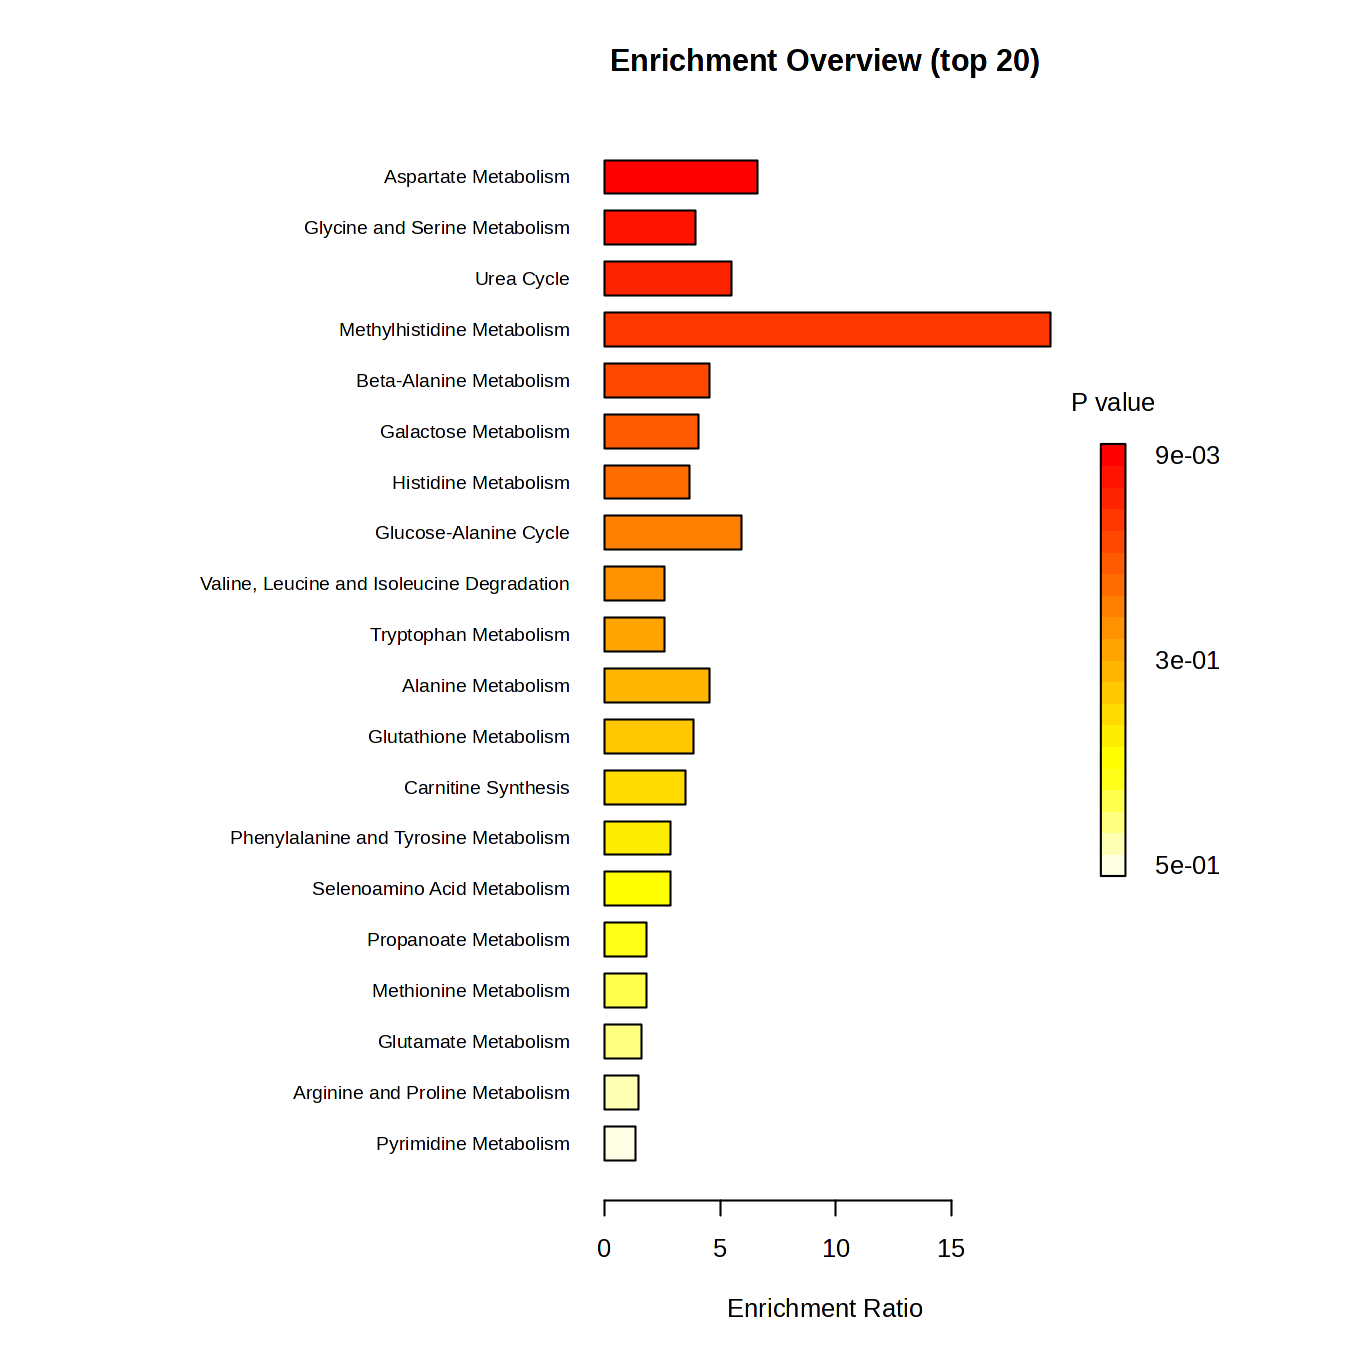 Enrichment Overview (top 20)
Aspartate Metabolism
Glycine and Serine Metabolism
Urea Cycle
Methylhistidine Metabolism
Beta-Alanine Metabolism
Galactose Metabolism
Histidine Metabolism
Glucose-Alanine Cycle
Valine, Leucine and Isoleucine Degradation
Tryptophan Metabolism
Alanine Metabolism
Glutathione Metabolism
Carnitine Synthesis
Phenylalanine and Tyrosine Metabolism
Selenoamino Acid Metabolism
Propanoate Metabolism
Methionine Metabolism
Glutamate Metabolism
Arginine and Proline Metabolism
Pyrimidine Metabolism
P value
9e-03
3e-01
5e-01
0 5 10 15
Enrichment Ratio